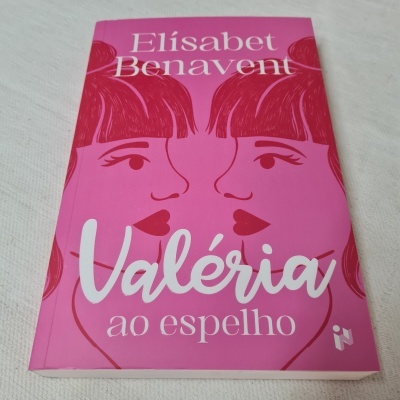 Elísabet
Benavent
Valéria
ao espelho